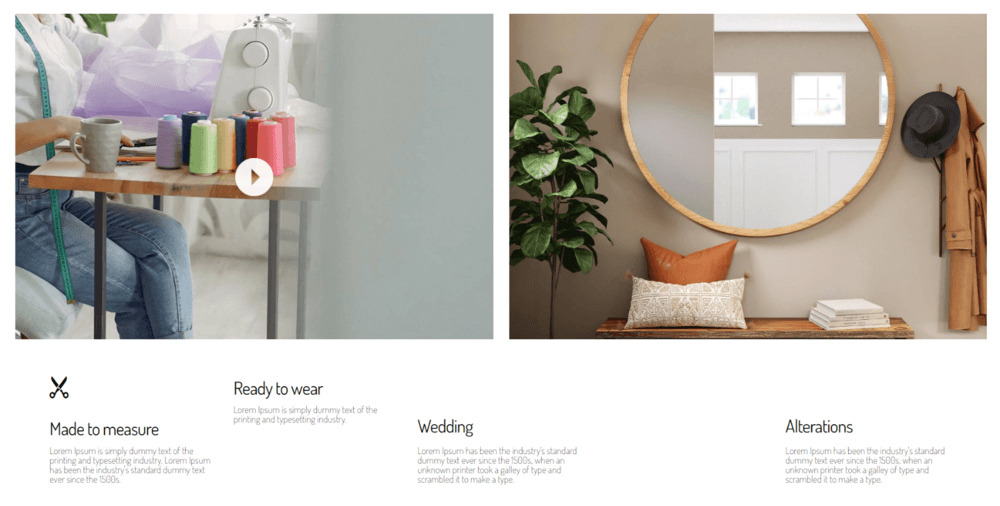 Made to measure
Lorem Ipsum is simply dummy text of the
printing and typesetting industry. Lorem Ipsum
has been the industry's standard dummy text
ever since the 1500s.
Ready to wear
Lorem Ipsum is simply dummy text of the
printing and typesetting industry.
Wedding
Lorem Ipsum has been the industry's standard
dummy text ever since the 1500s, when an
unknown printer took a galley of type and
scrambled it to make a type.
Alterations
Lorem Ipsum has been the industry's standard
dummy text ever since the 1500s, when an
unknown printer took a galley of type and
scrambled it to make a type.